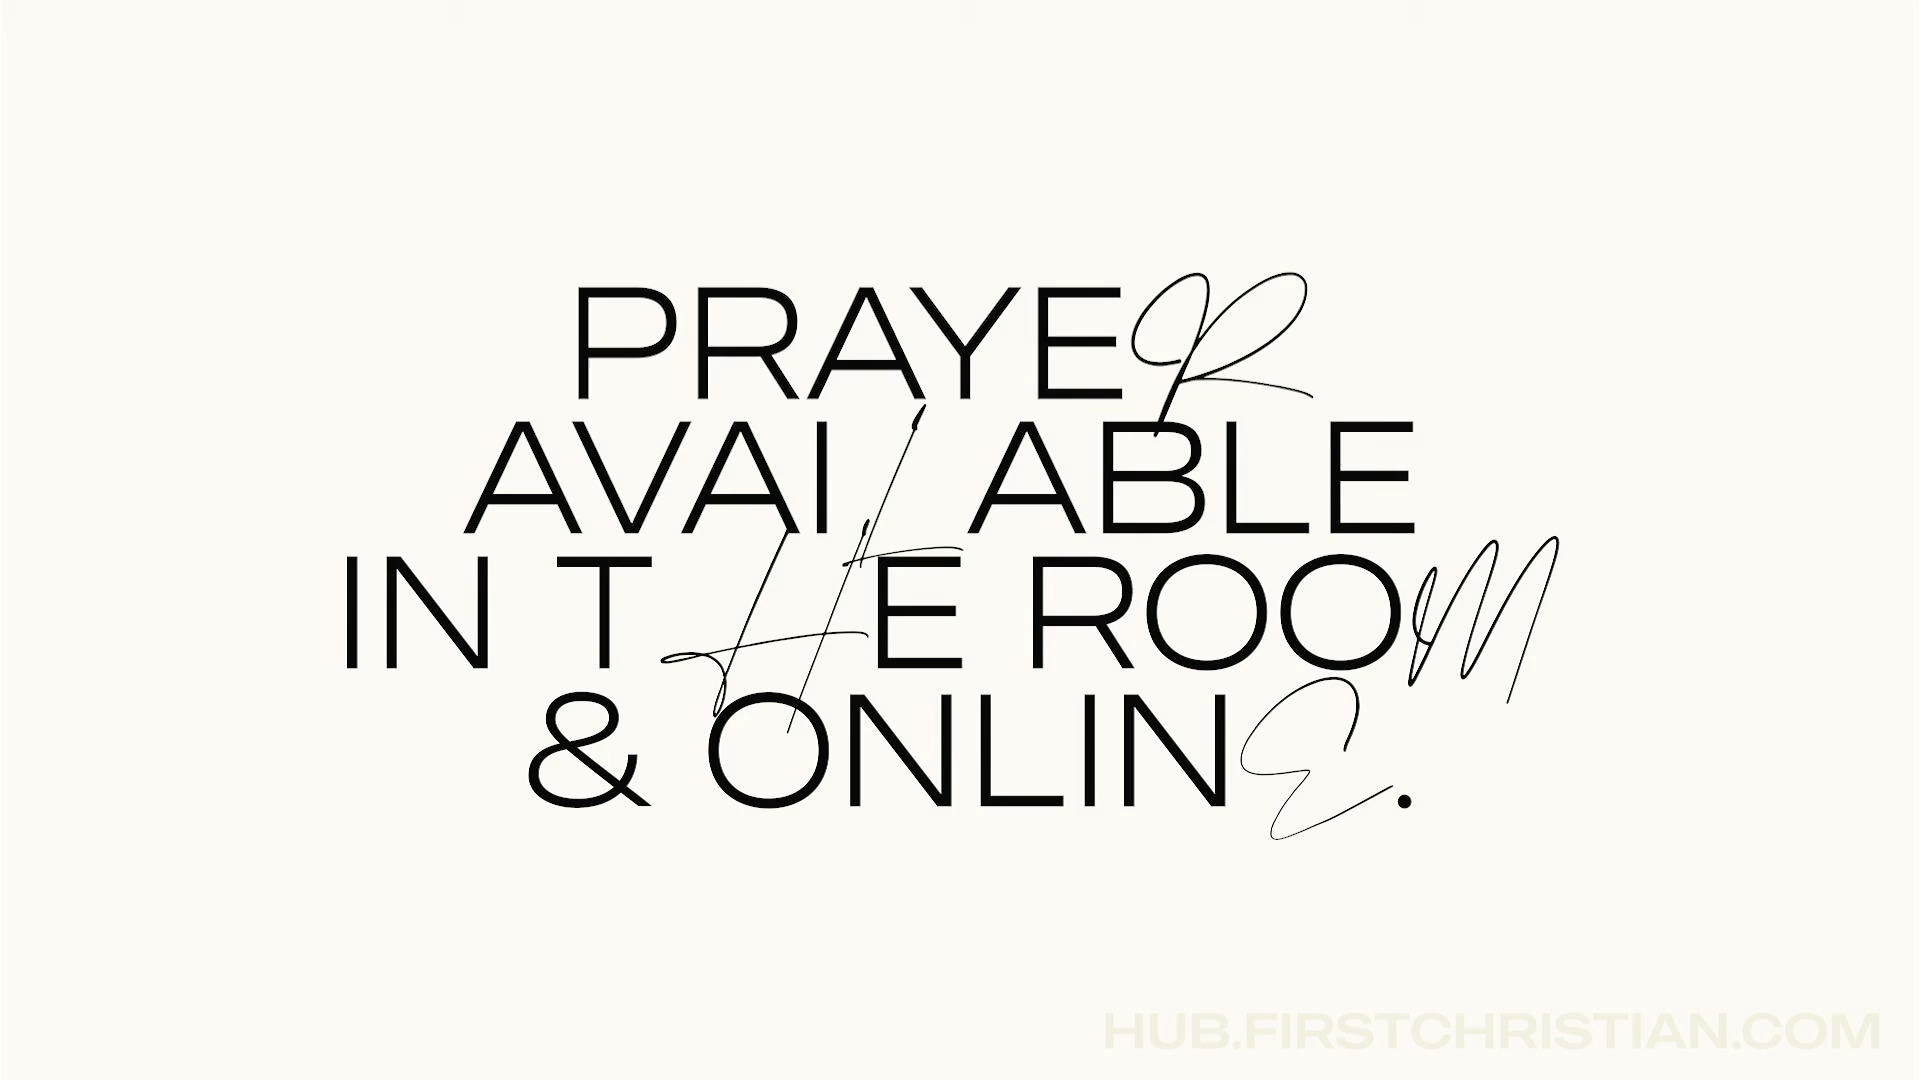 PRAYER
AVAILABLE
IN THE ROOM
& ONLINE.
HUB.FIRSTCHRISTIAN.COM